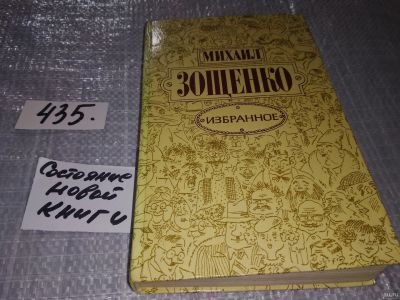 МИХАИЛ
ЗОЩЕНКО
ИЗБРАННОЕ
435.
Состояние
новой
книги